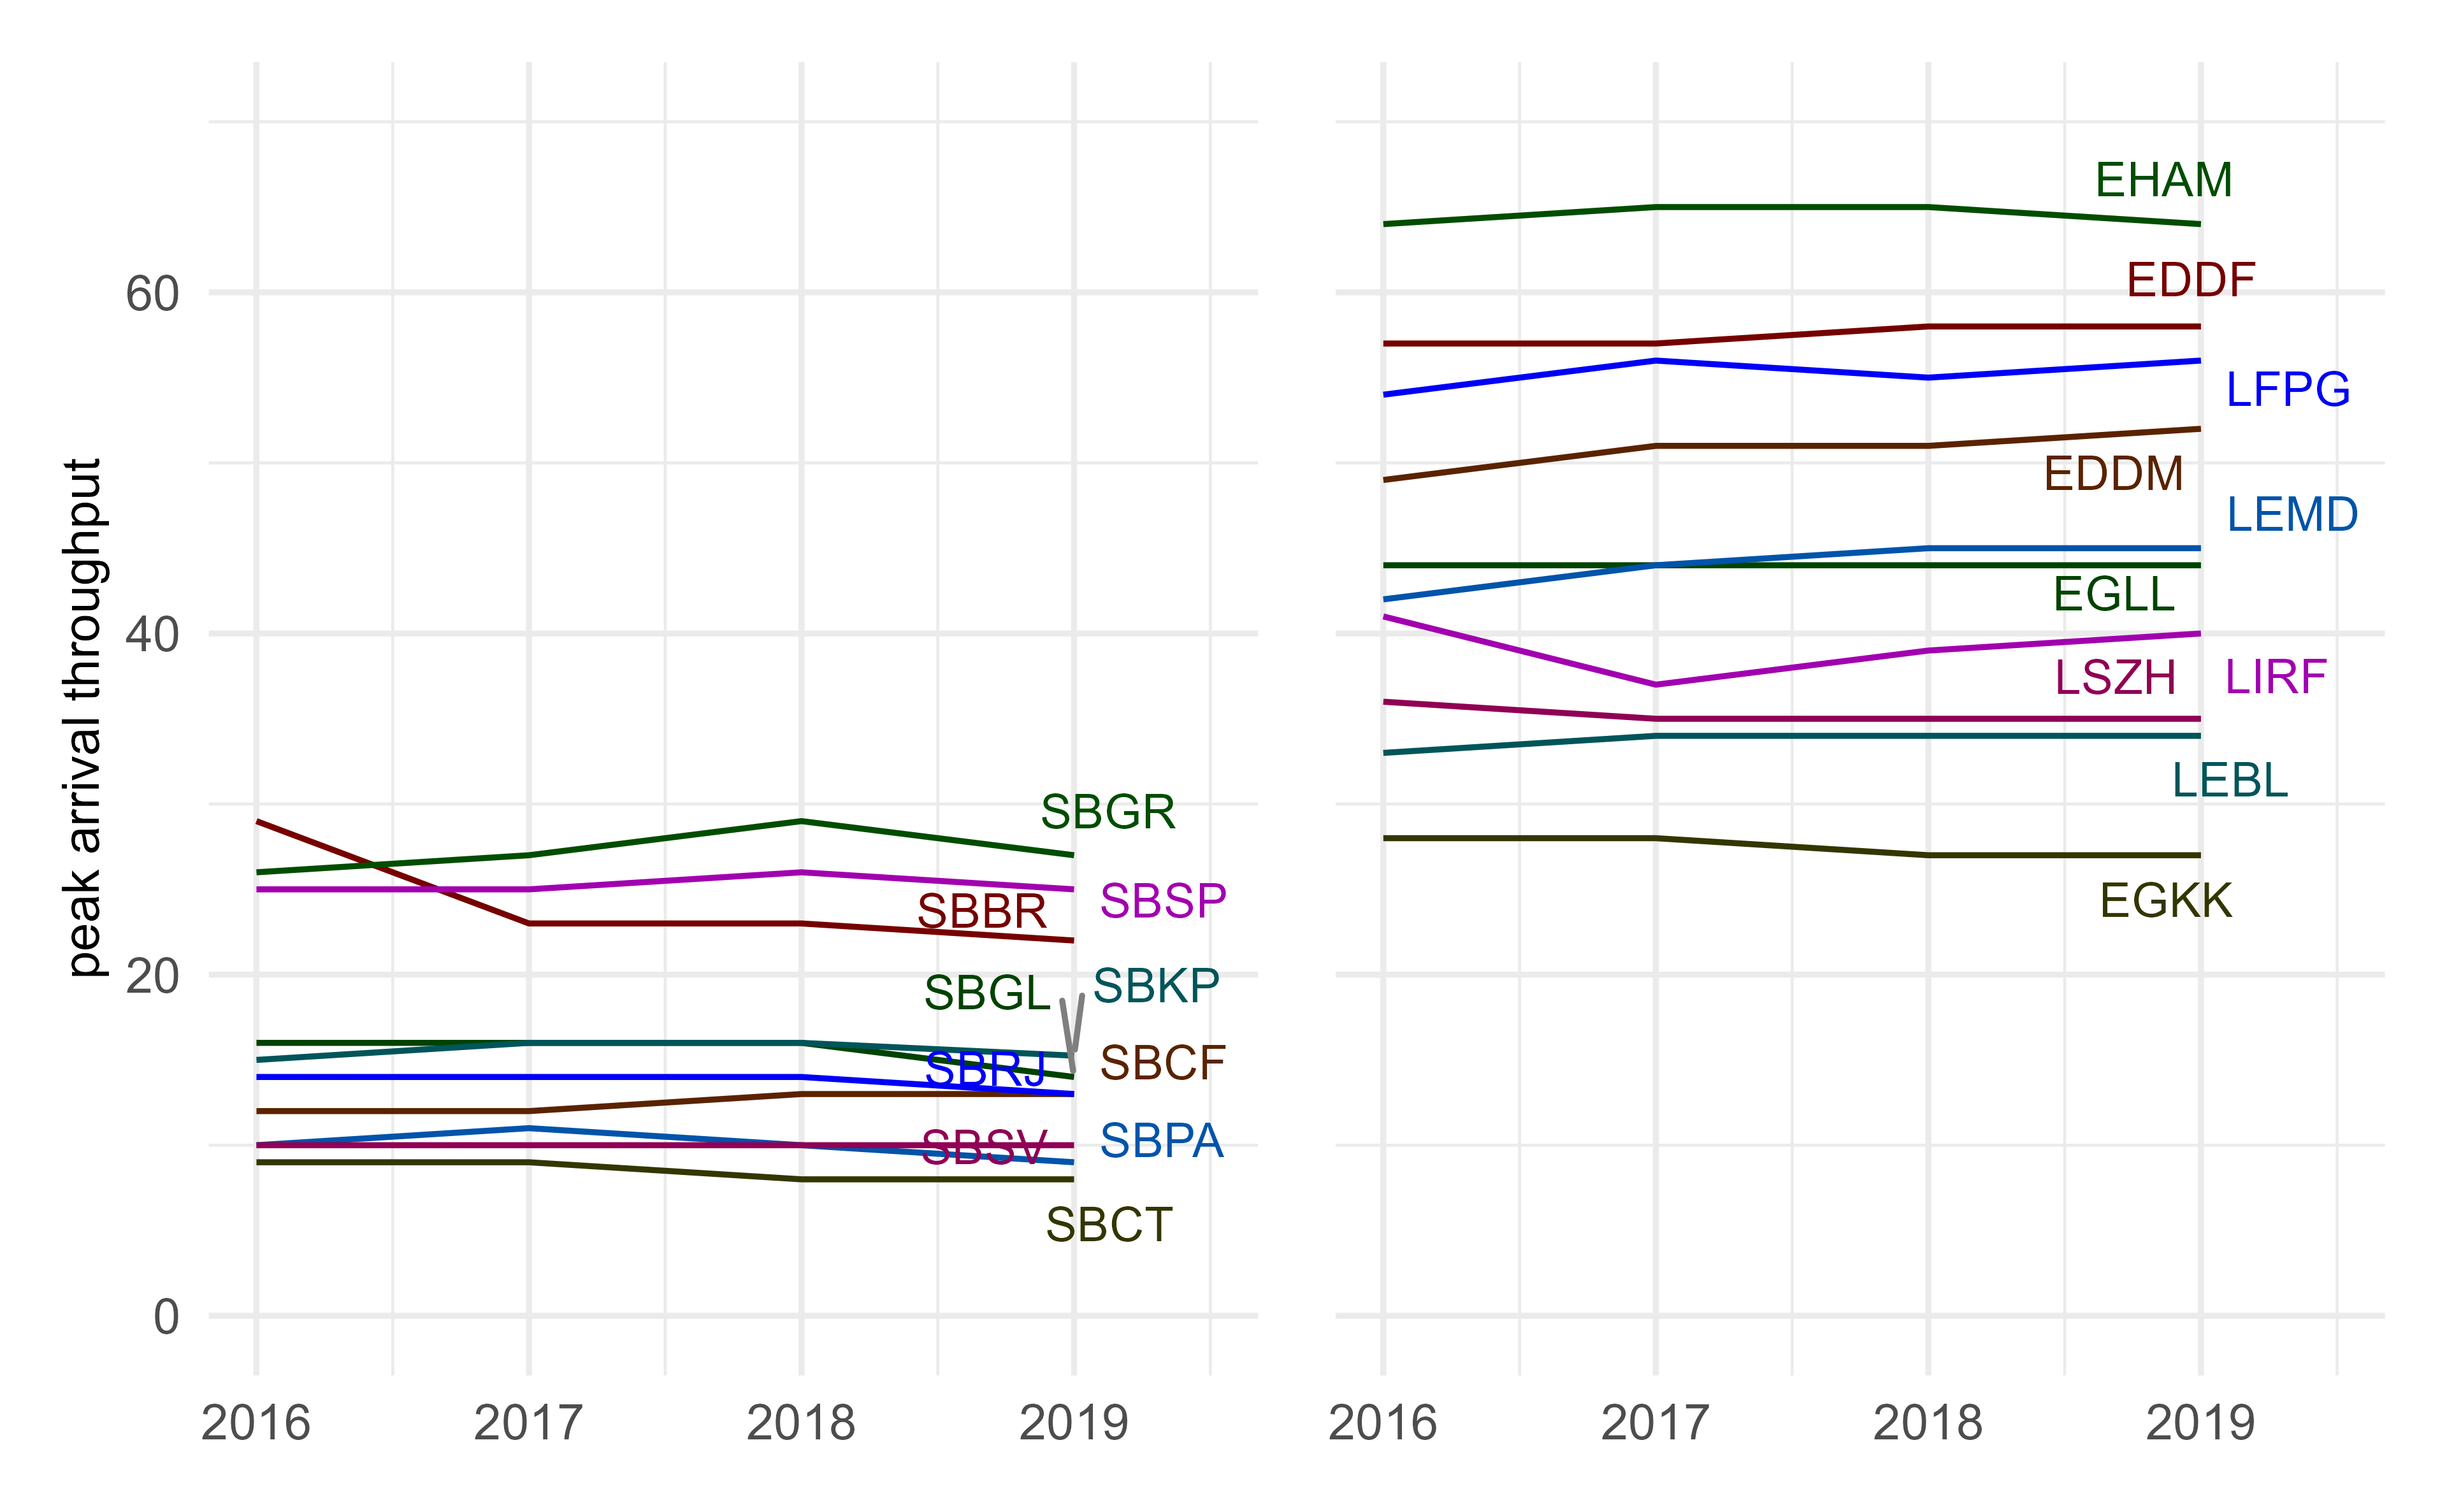 peak arrival throughput
60
40
20
0
SBGR
SBSP
SBBR
SBGL
SBKP
SBRJ
SBCF
SBSV
SBPA
SBCT
2016
2017
2018
2019
EHAM
EDDF
LFPG
EDDM
LEMD
EGLL
LSZH
LIRF
LEBL
EGKK
2016
2017
2018
2019